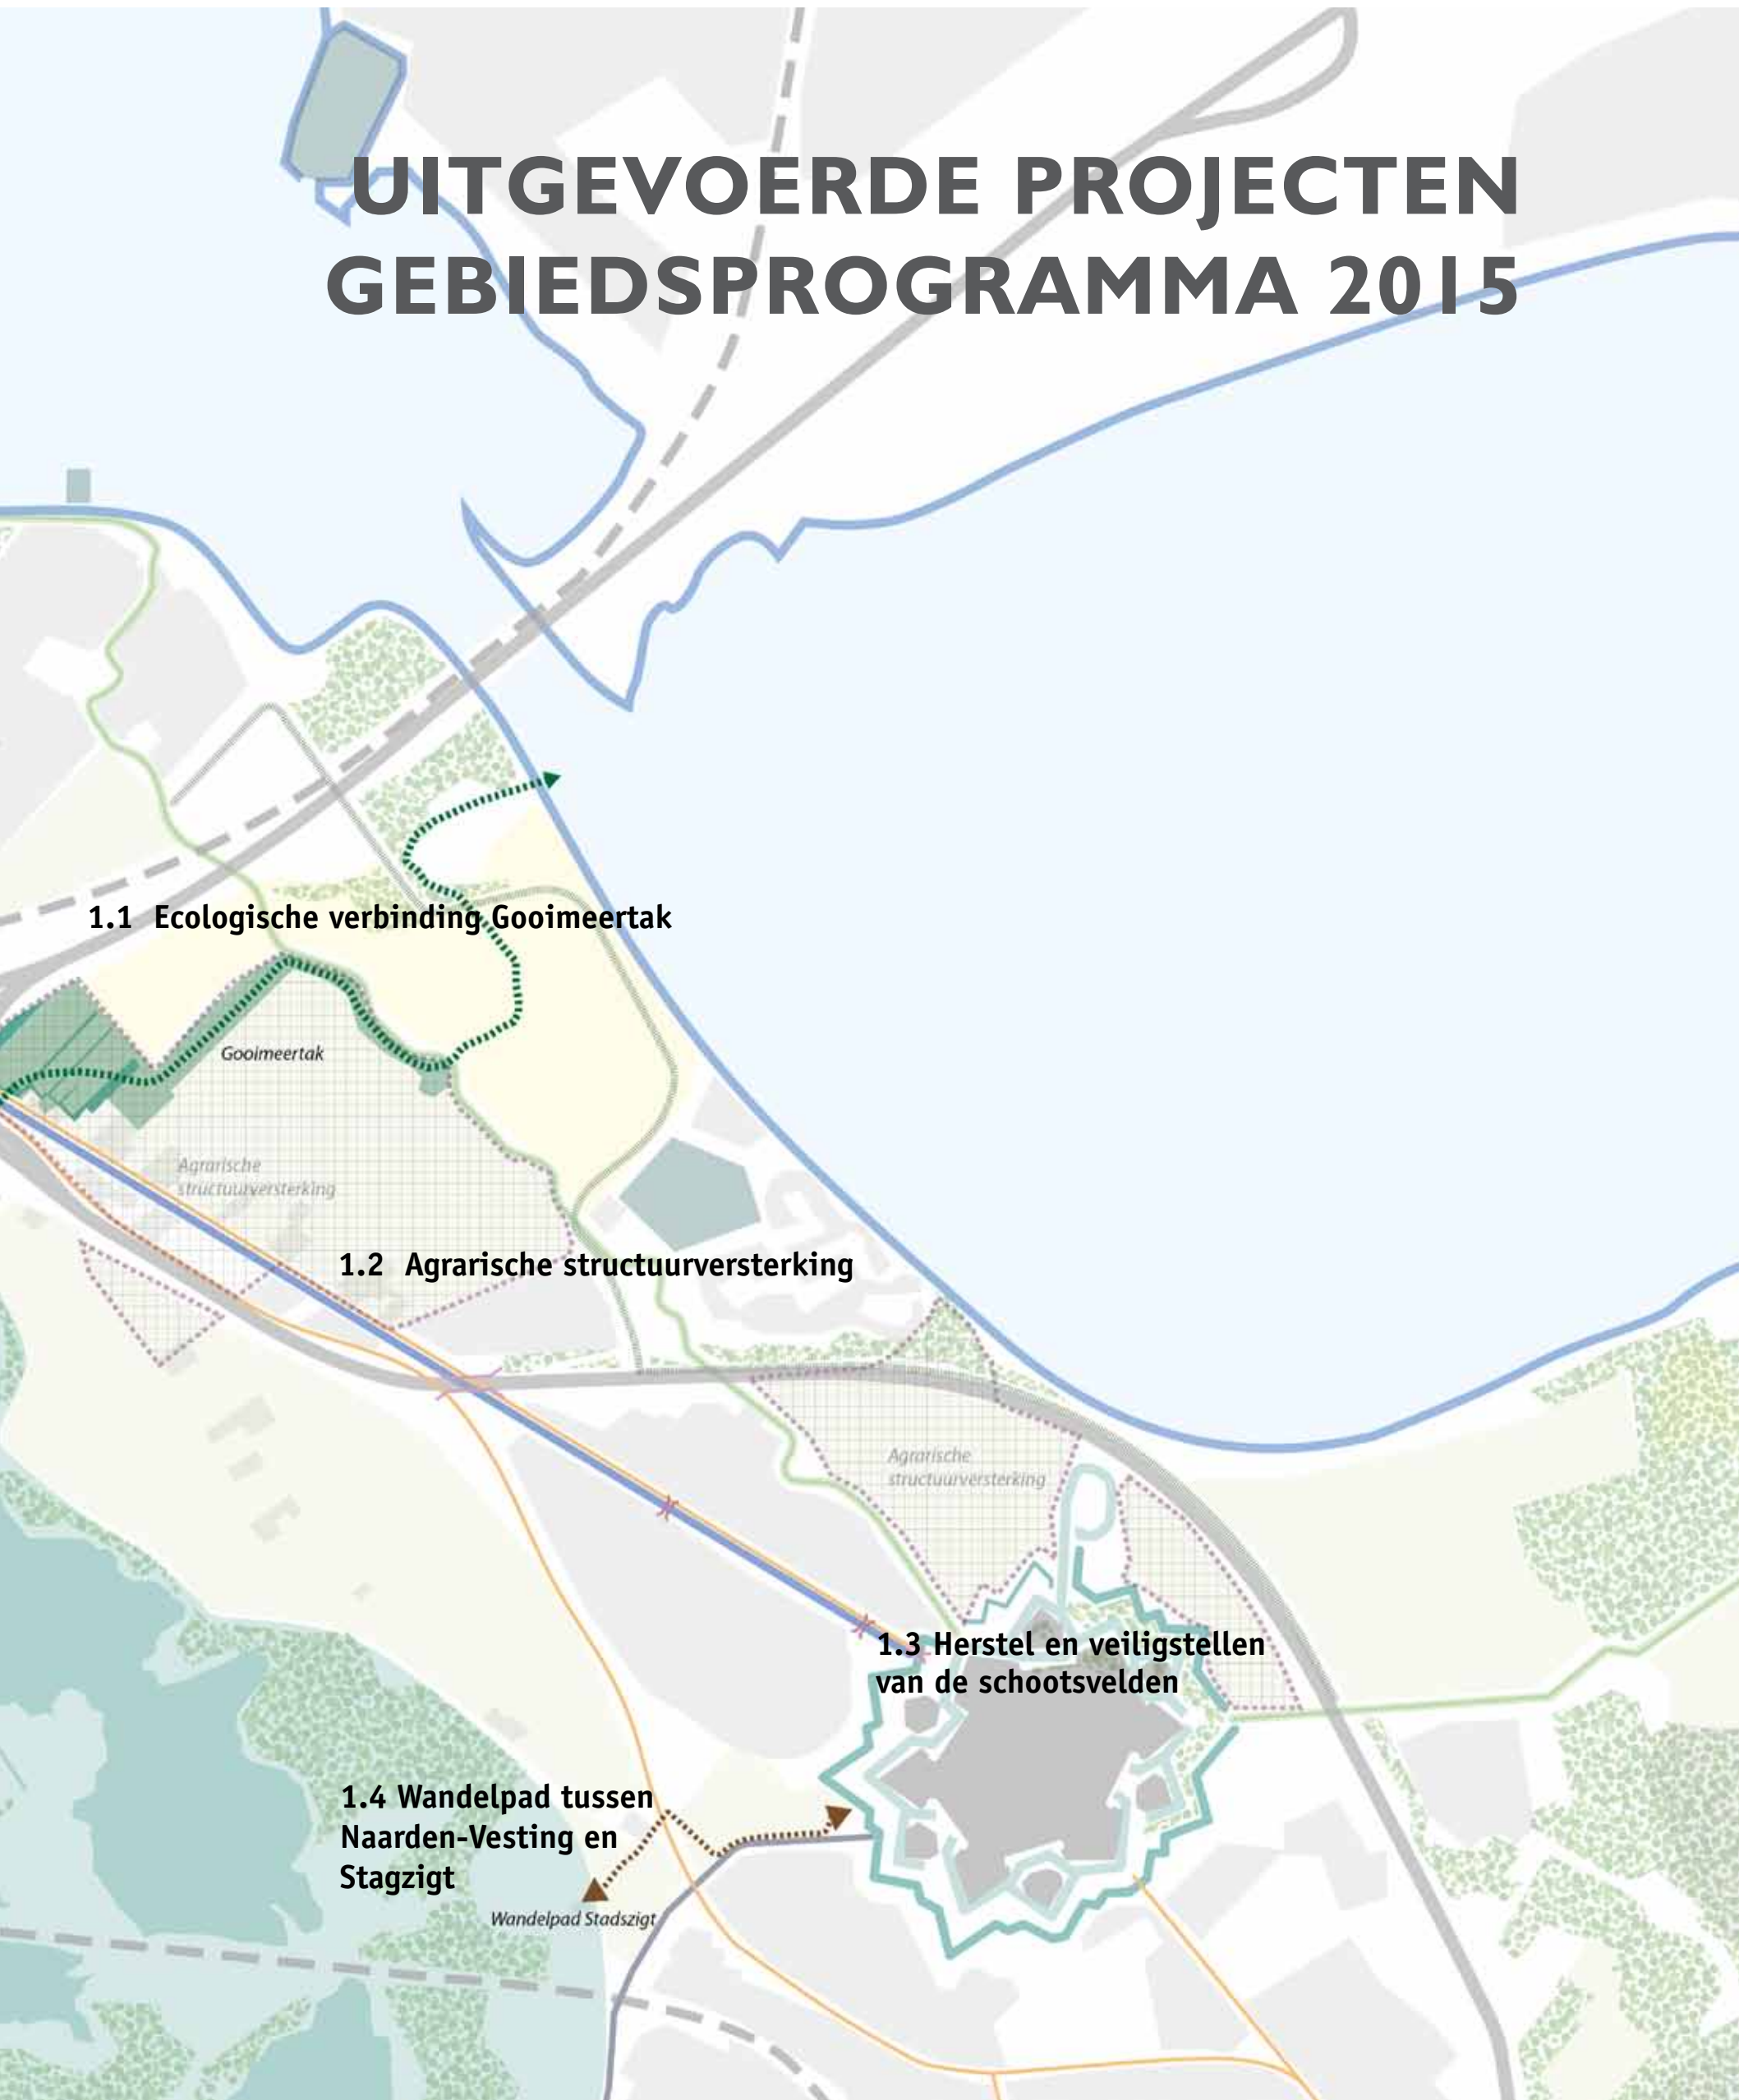 UITGEVOERDE PROJECTEN
GEBIEDSPROGRAMMA 2015
1.1 Ecologische verbinding Gooimeertak
Gooimeertak
Agrarische
structuurversterking
1.2 Agrarische structuurversterking
Agrarische
structuurversterking
1.3 Herstel en veiligstellen
van de schootsvelden
1.4 Wandelpad tussen
Naarden-Vesting en
Stagzigt
Wandelpad Stadszigt